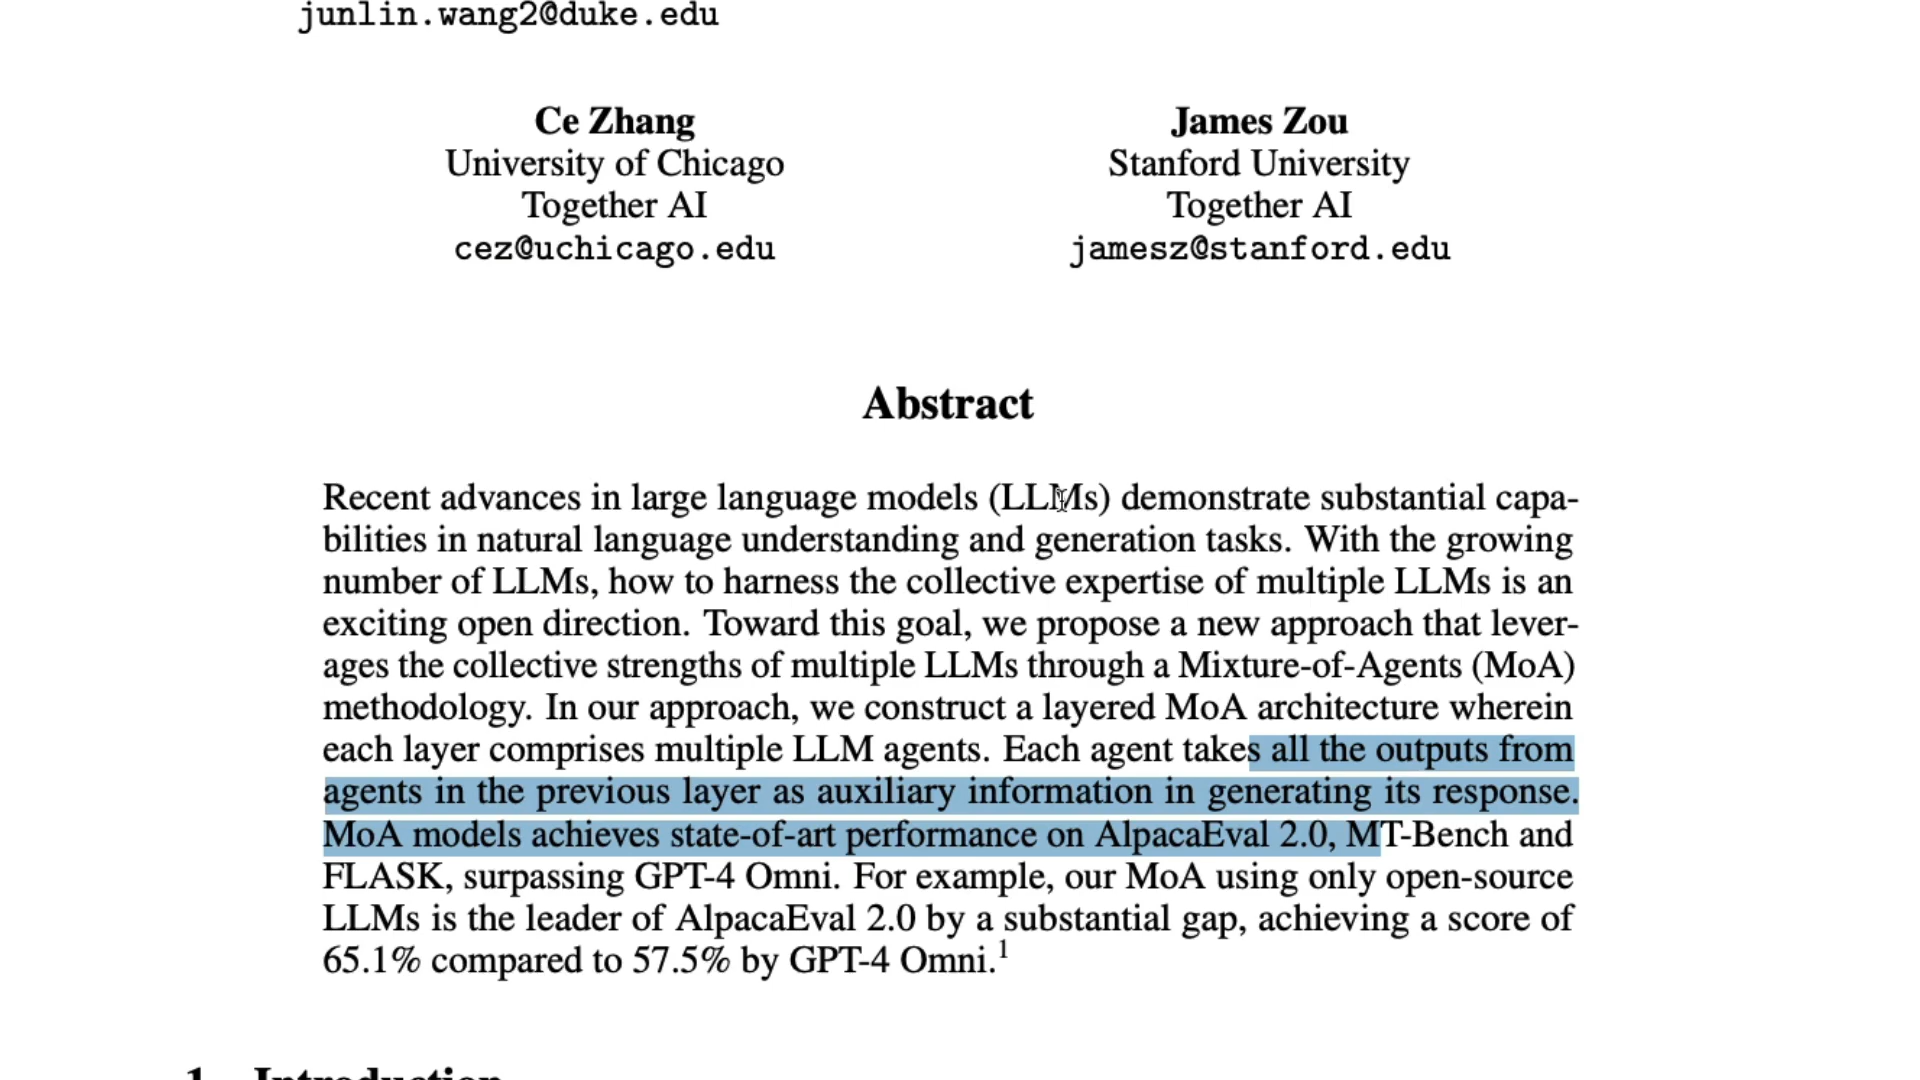 junlin.wang2@duke.edu
Ce Zhang
University of Chicago
Together AI
cez@uchicago.edu
James Zou
Stanford University
Together AI
jamesz@stanford.edu
Abstract
Recent advances in large language models (LLMs) demonstrate substantial capa-
bilities in natural language understanding and generation tasks. With the growing
number of LLMs, how to harness the collective expertise of multiple LLMs is an
exciting open direction. Toward this goal, we propose a new approach that lever-
ages the collective strengths of multiple LLMs through a Mixture-of-Agents (MoA)
methodology. In our approach, we construct a layered MoA architecture wherein
each layer comprises multiple LLM agents. Each agent takes all the outputs from
agents in the previous layer as auxiliary information in generating its response.
MoA models achieves state-of-art performance on AlpacaEval 2.0, MT-Bench and
FLASK, surpassing GPT-4 Omni. For example, our MoA using only open-source
LLMs is the leader of AlpacaEval 2.0 by a substantial gap, achieving a score of
65.1% compared to 57.5% by GPT-4 Omni.¹
1 Introduction